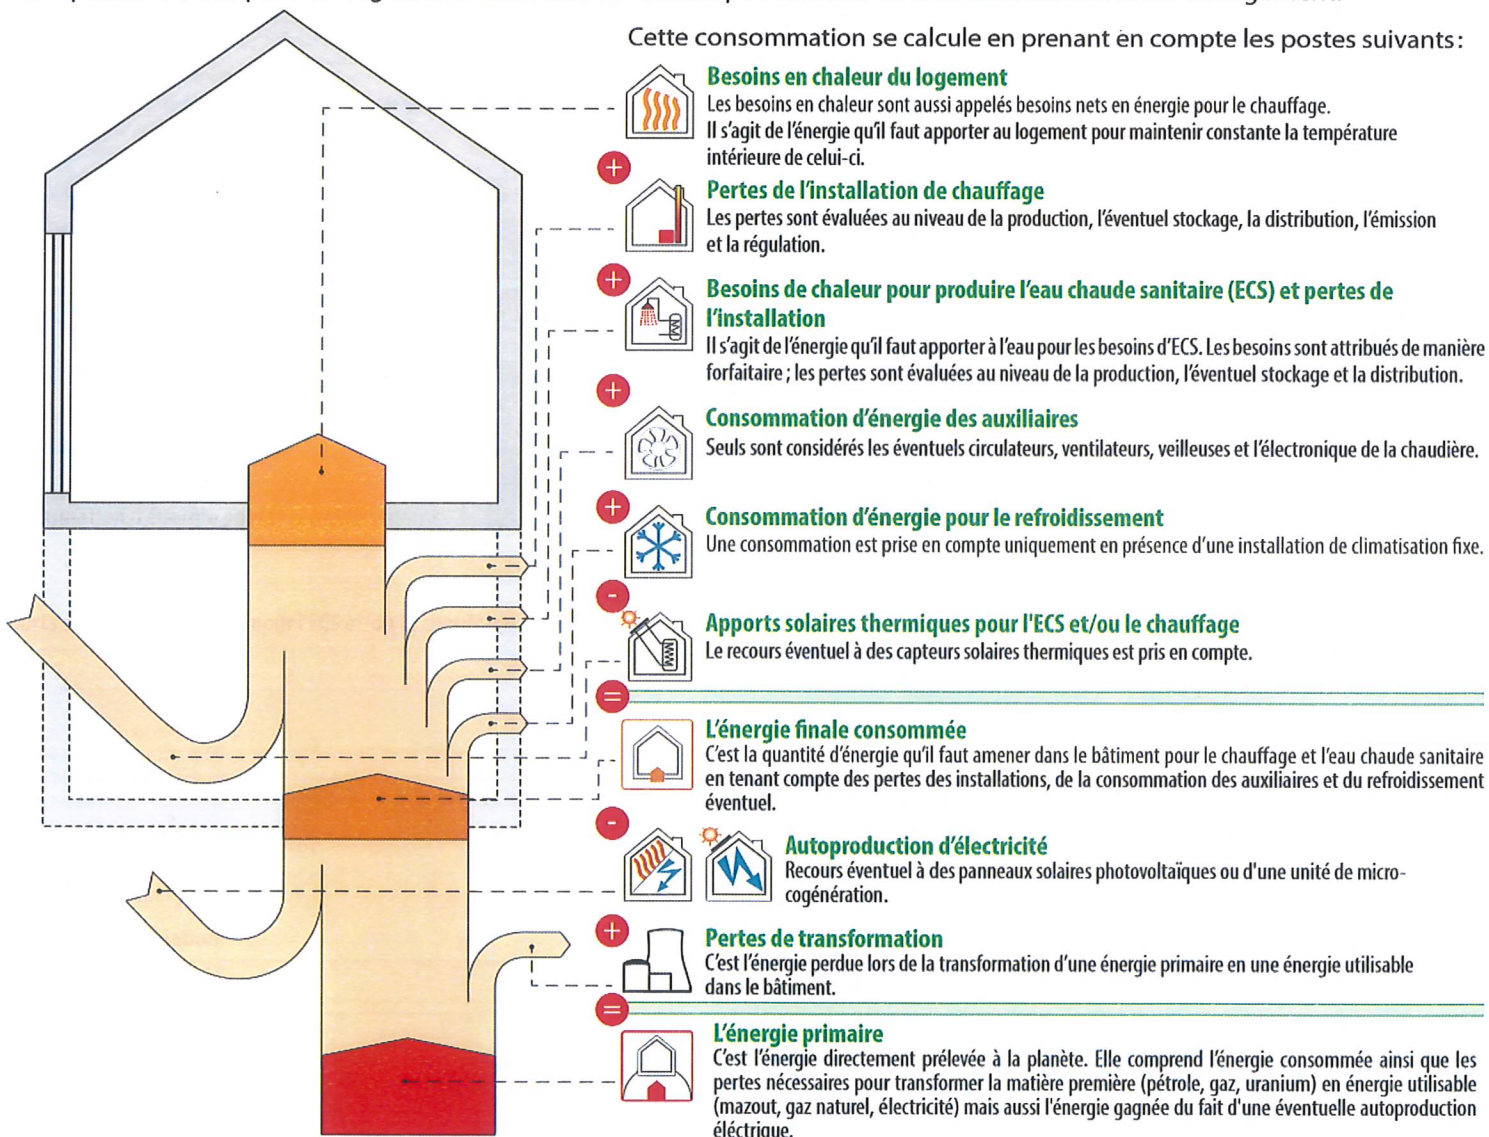 Cette consommation se calcule en prenant en compte les postes suivants :
Besoins en chaleur du logement
Les besoins en chaleur sont aussi appelés besoins nets en énergie pour le chauffage.
Il s'agit de l'énergie qu'il faut apporter au logement pour maintenir constante la température
intérieure de celui-ci.
+
Pertes de l'installation de chauffage
Les pertes sont évaluées au niveau de la production, l'éventuel stockage, la distribution, l'émission
et la régulation.
+
Besoins de chaleur pour produire l'eau chaude sanitaire (ECS) et pertes de
l'installation
Il s'agit de l'énergie qu'il faut apporter à l'eau pour les besoins d'ECS. Les besoins sont attribués de manière
forfaitaire ; les pertes sont évaluées au niveau de la production, l'éventuel stockage et la distribution.
+
Consommation d'énergie des auxiliaires
Seuls sont considérés les éventuels circulateurs, ventilateurs, veilleuses et l'électronique de la chaudière.
+
Consommation d'énergie pour le refroidissement
Une consommation est prise en compte uniquement en présence d'une installation de climatisation fixe.
-
Apports solaires thermiques pour l'ECS et/ou le chauffage
Le recours éventuel à des capteurs solaires thermiques est pris en compte.
=
L'énergie finale consommée
C'est la quantité d'énergie qu'il faut amener dans le bâtiment pour le chauffage et l'eau chaude sanitaire
en tenant compte des pertes des installations, de la consommation des auxiliaires et du refroidissement
éventuel.
-
Autoproduction d'électricité
Recours éventuel à des panneaux solaires photovoltaïques ou d'une unité de micro-
cogénération.
+
Pertes de transformation
C'est l'énergie perdue lors de la transformation d'une énergie primaire en une énergie utilisable
dans le bâtiment.
=
L'énergie primaire
C'est l'énergie directement prélevée à la planète. Elle comprend l'énergie consommée ainsi que les
pertes nécessaires pour transformer la matière première (pétrole, gaz, uranium) en énergie utilisable
(mazout, gaz naturel, électricité) mais aussi l'énergie gagnée du fait d'une éventuelle autoproduction
éléctrique.